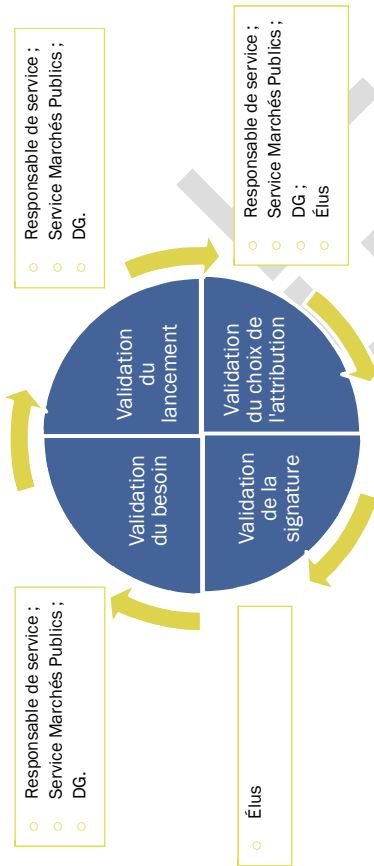 Responsable de service ;
Service Marchés Publics ;
DG.
Responsable de service ;
Service Marchés Publics ;
DG.
Validation
du besoin
Validation
du
lancement
Validation
de la
signature
Validation
du choix de
l'attribution
Élus
Responsable de service ;
Service Marchés Publics ;
DG ;
Élus